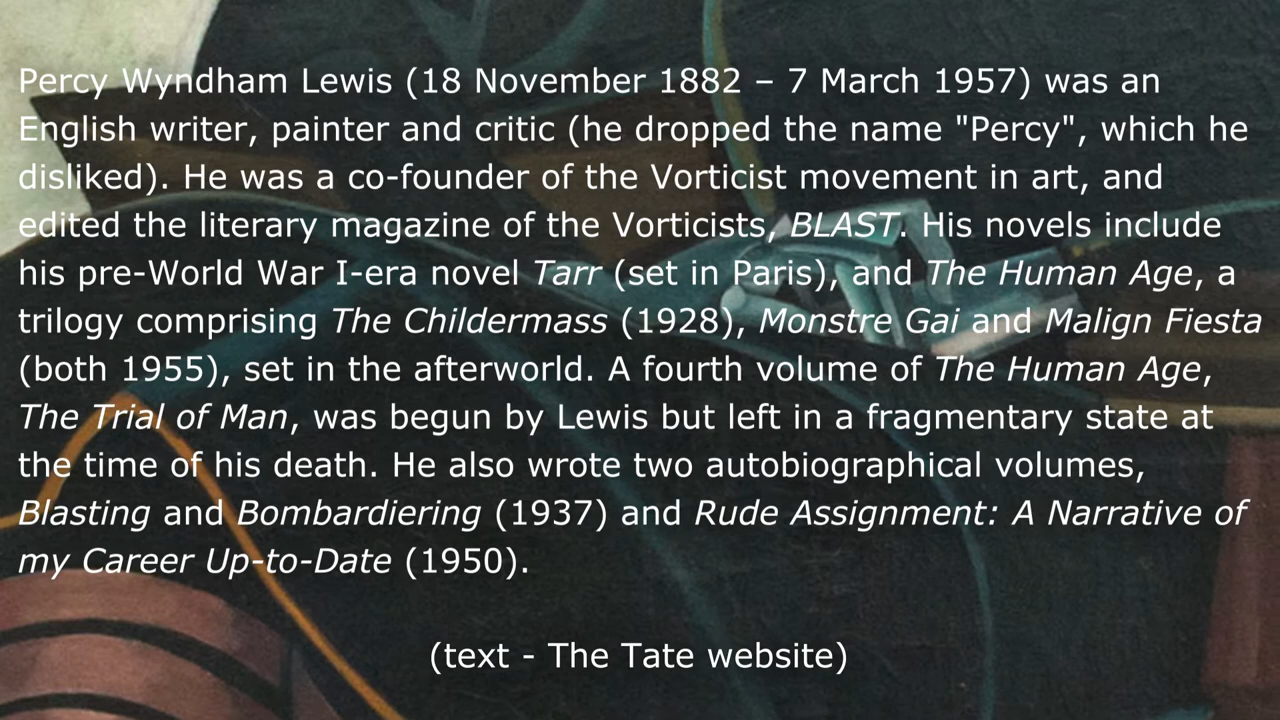 Percy Wyndham Lewis (18 November 1882 – 7 March 1957) was an
English writer, painter and critic (he dropped the name "Percy", which he
disliked). He was a co-founder of the Vorticist movement in art, and
edited the literary magazine of the Vorticists, BLAST. His novels include
his pre-World War I-era novel Tarr (set in Paris), and The Human Age, a
trilogy comprising The Childermass (1928), Monstre Gai and Malign Fiesta
(both 1955), set in the afterworld. A fourth volume of The Human Age,
The Trial of Man, was begun by Lewis but left in a fragmentary state at
the time of his death. He also wrote two autobiographical volumes,
Blasting and Bombardiering (1937) and Rude Assignment: A Narrative of
my Career Up-to-Date (1950).
(text - The Tate website)